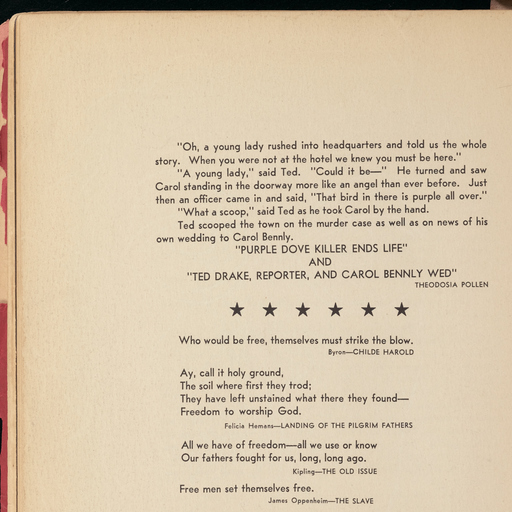 "Oh, a young lady rushed into headquarters and told us the whole
story. When you were not at the hotel we knew you must be here."
"A young lady," said Ted. "Could it be—" He turned and saw
Carol standing in the doorway more like an angel than ever before. Just
then an officer came in and said, "That bird in there is purple all over."
"What a scoop," said Ted as he took Carol by the hand.
Ted scooped the town on the murder case as well as on news of his
own wedding to Carol Bennly.
"PURPLE DOVE KILLER ENDS LIFE"
AND
"TED DRAKE, REPORTER, AND CAROL BENNLY WED"
THEODOSIA POLLEN
★ ★ ★ ★ ★ ★
Who would be free, themselves must strike the blow.
Byron—CHILDE HAROLD
Ay, call it holy ground,
The soil where first they trod;
They have left unstained what there they found—
Freedom to worship God.
Felicia Hemans—LANDING OF THE PILGRIM FATHERS
All we have of freedom—all we use or know
Our fathers fought for us, long, long ago.
Kipling—THE OLD ISSUE
Free men set themselves free.
James Oppenheim—THE SLAVE